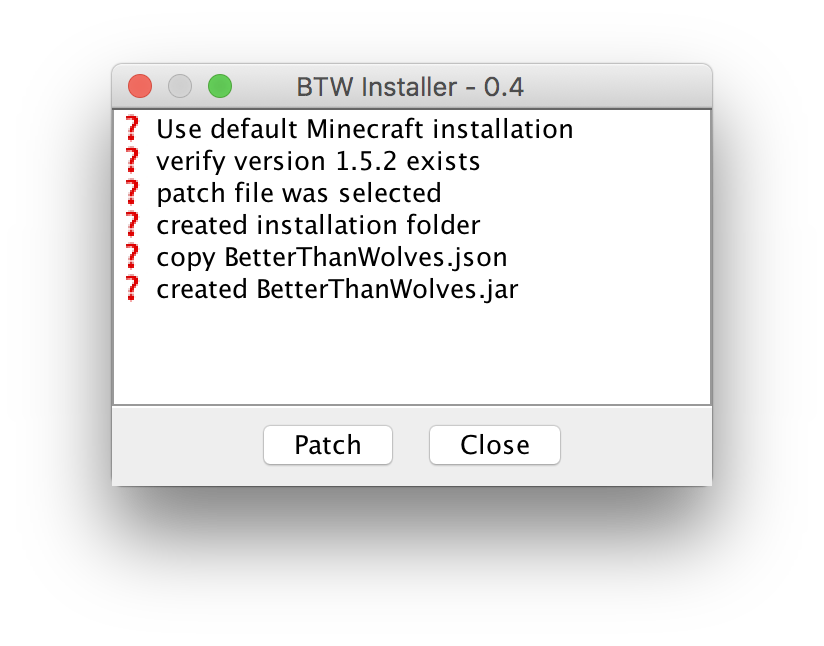 BTW Installer - 0.4
? Use default Minecraft installation
? verify version 1.5.2 exists
? patch file was selected
? created installation folder
? copy BetterThanWolves.json
? created BetterThanWolves.jar
Patch Close